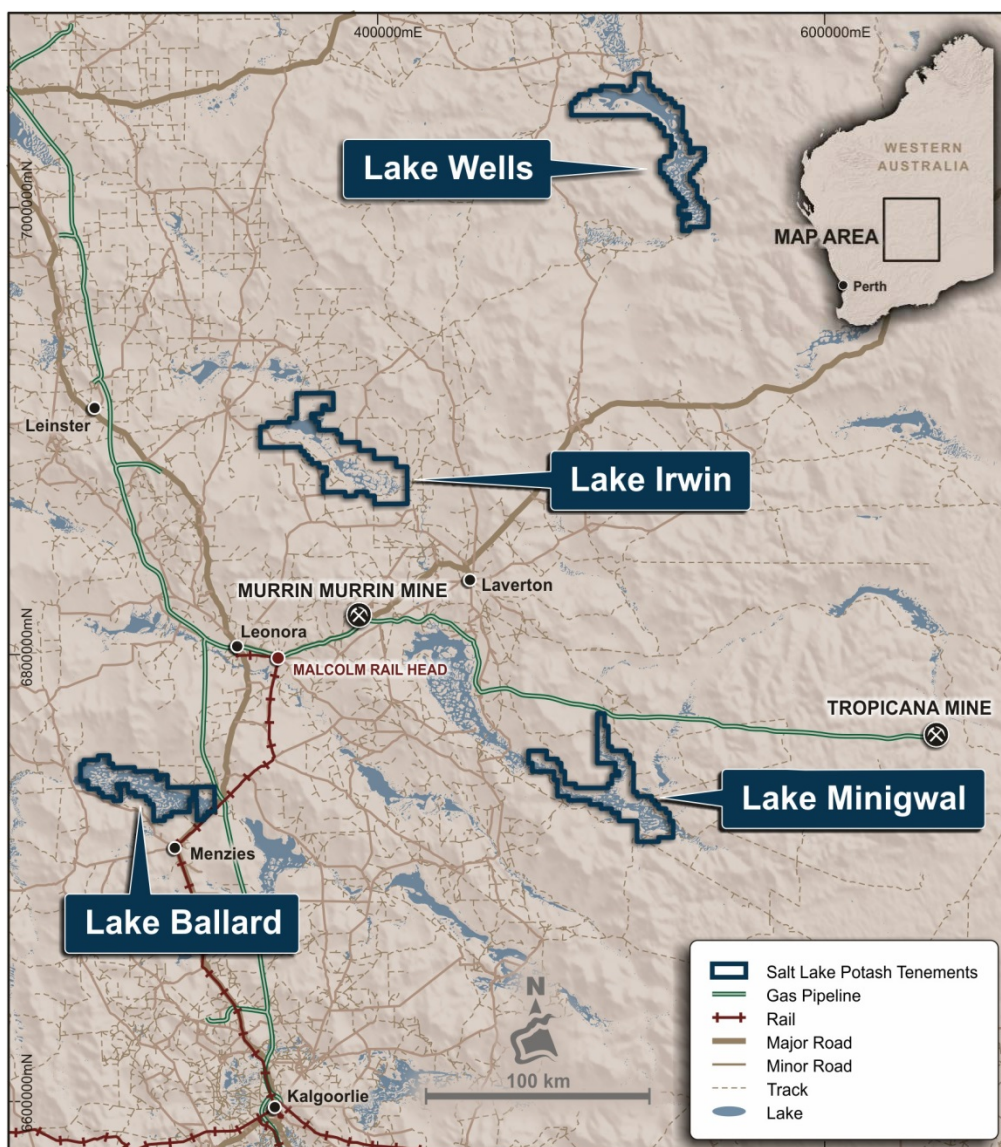 400000mE
600000mE
WESTERN
AUSTRALIA
MAP AREA
Perth
Lake Wells
7000000mN
Leinster
Lake Irwin
Laverton
MURRIN MURRIN MINE
Leonora
MALCOLM RAIL HEAD
6800000mN
TROPICANA MINE
Lake Minigwal
Menzies
Lake Ballard
N
100 km
Kalgoorlie
6600000mN
Salt Lake Potash Tenements
Gas Pipeline
Rail
Major Road
Minor Road
Track
Lake